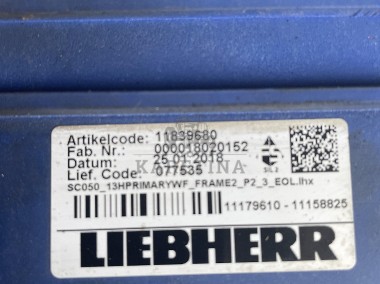 Artikelcode: 11839680
Fab. Nr.: 000018020152
Datum: 25.01.2018
Lief. Code: 077535
SC050_13HPRIMARYWF_FRAME2_P2_3_EOL.lhx
11179610 - 11158825
LIEBHERR